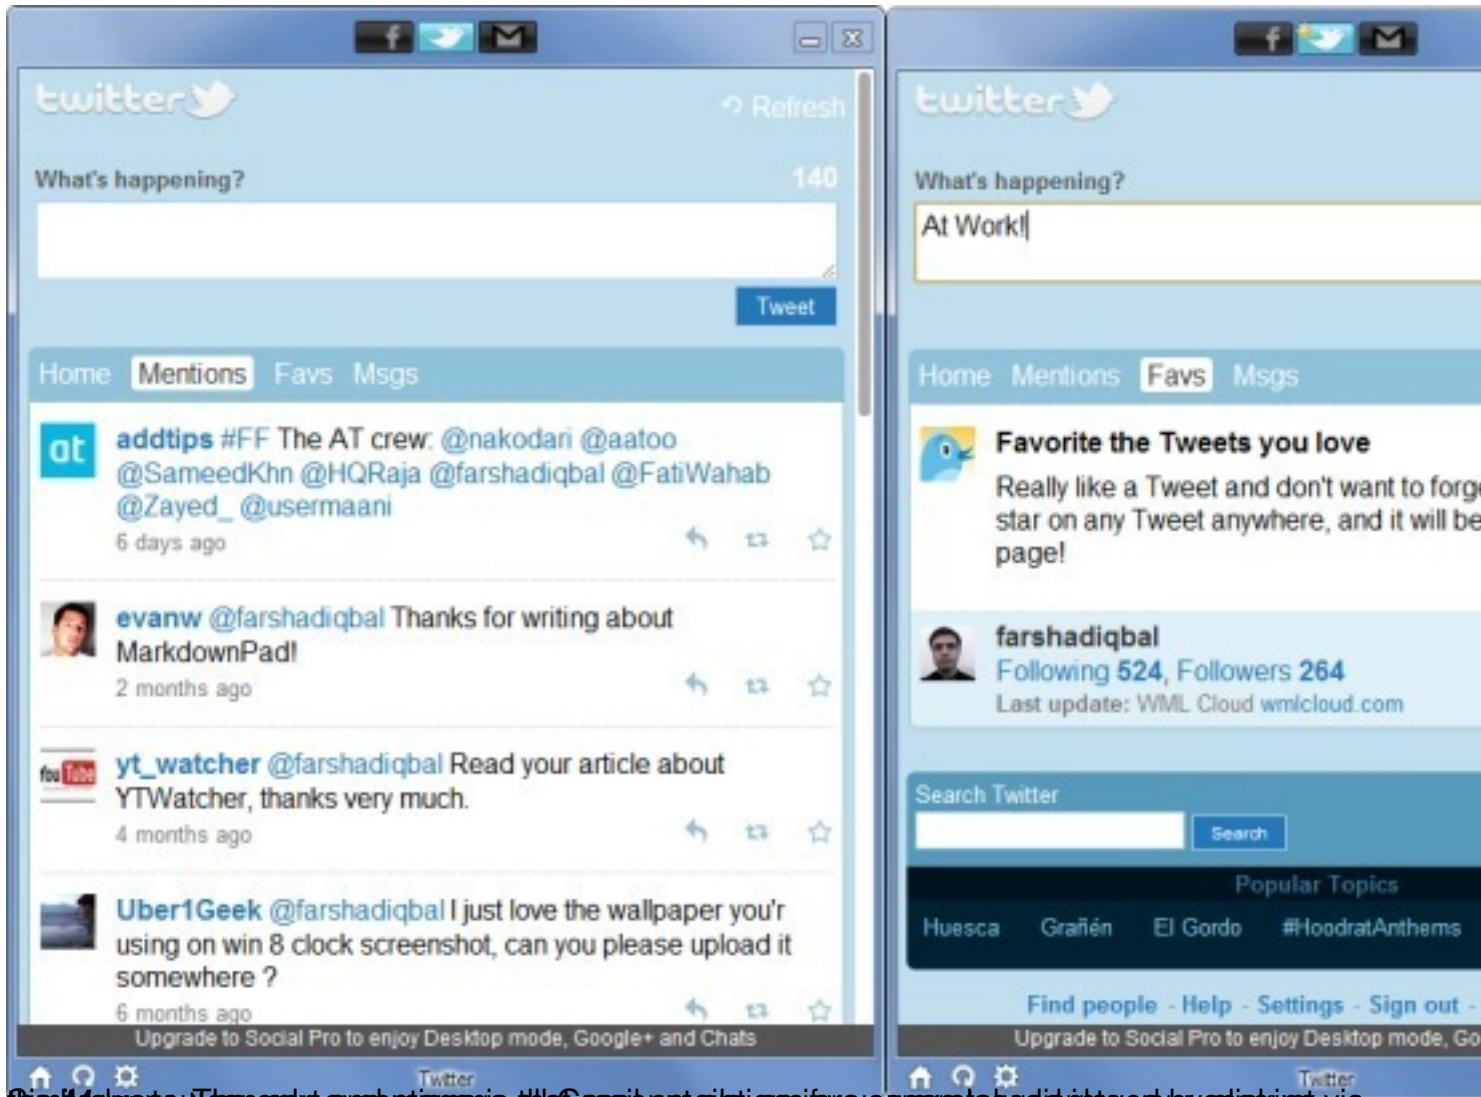 twitter
Refresh
What's happening?
140
Tweet
Home Mentions Favs Msgs
at
addtips #FF The AT crew: @nakodari @aatoo
@SameedKhn @HQRaja @farshadiqbal @FatiWahab
@Zayed_ @usermaani
6 days ago
evanw @farshadiqbal Thanks for writing about
MarkdownPad!
2 months ago
You Tube
yt_watcher @farshadiqbal Read your article about
YTWatcher, thanks very much.
4 months ago
Uber1Geek @farshadiqbal I just love the wallpaper you'r
using on win 8 clock screenshot, can you please upload it
somewhere ?
6 months ago
Upgrade to Social Pro to enjoy Desktop mode, Google+ and Chats
Twitter
twitter
What's happening?
At Work!
Home Mentions Favs Msgs
Favorite the Tweets you love
Really like a Tweet and don't want to forge
star on any Tweet anywhere, and it will be
page!
farshadiqbal
Following 524, Followers 264
Last update: WML Cloud wmlcloud.com
Search Twitter
Search
Popular Topics
Huesca Grañén El Gordo #HoodratAnthems
Find people - Help - Settings - Sign out -
Upgrade to Social Pro to enjoy Desktop mode, Go
Twitter